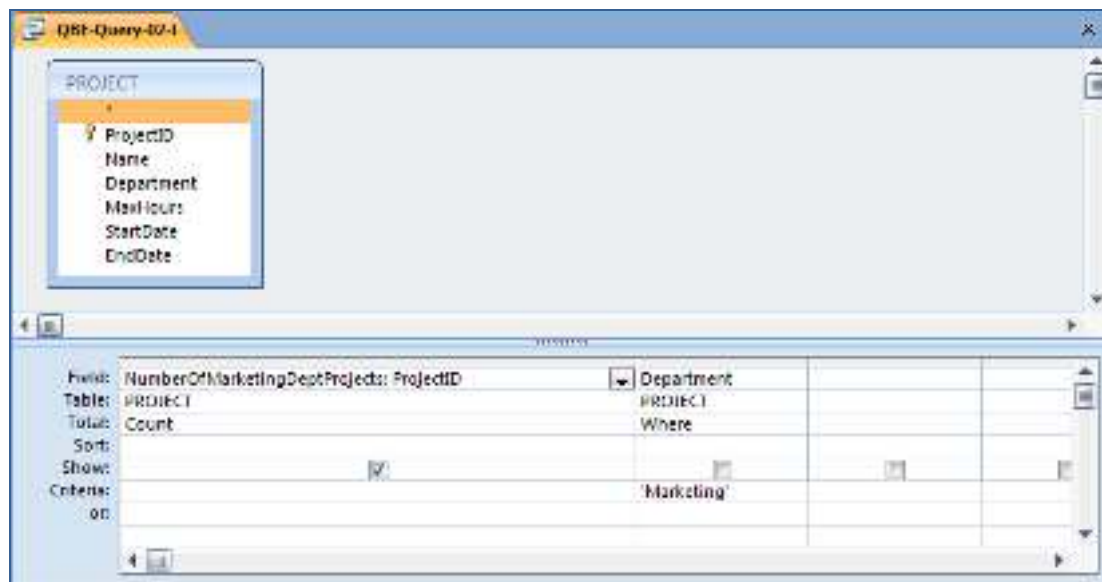 QBE-Query-02-I
PROJECT
*
ProjectID
Name
Department
MaxHours
StartDate
EndDate
Field: NumberOfMarketingDeptProjects: ProjectID Department
Table: PROJECT PROJECT
Total: Count Where
Sort:
Show:
Criteria: 'Marketing'
or: